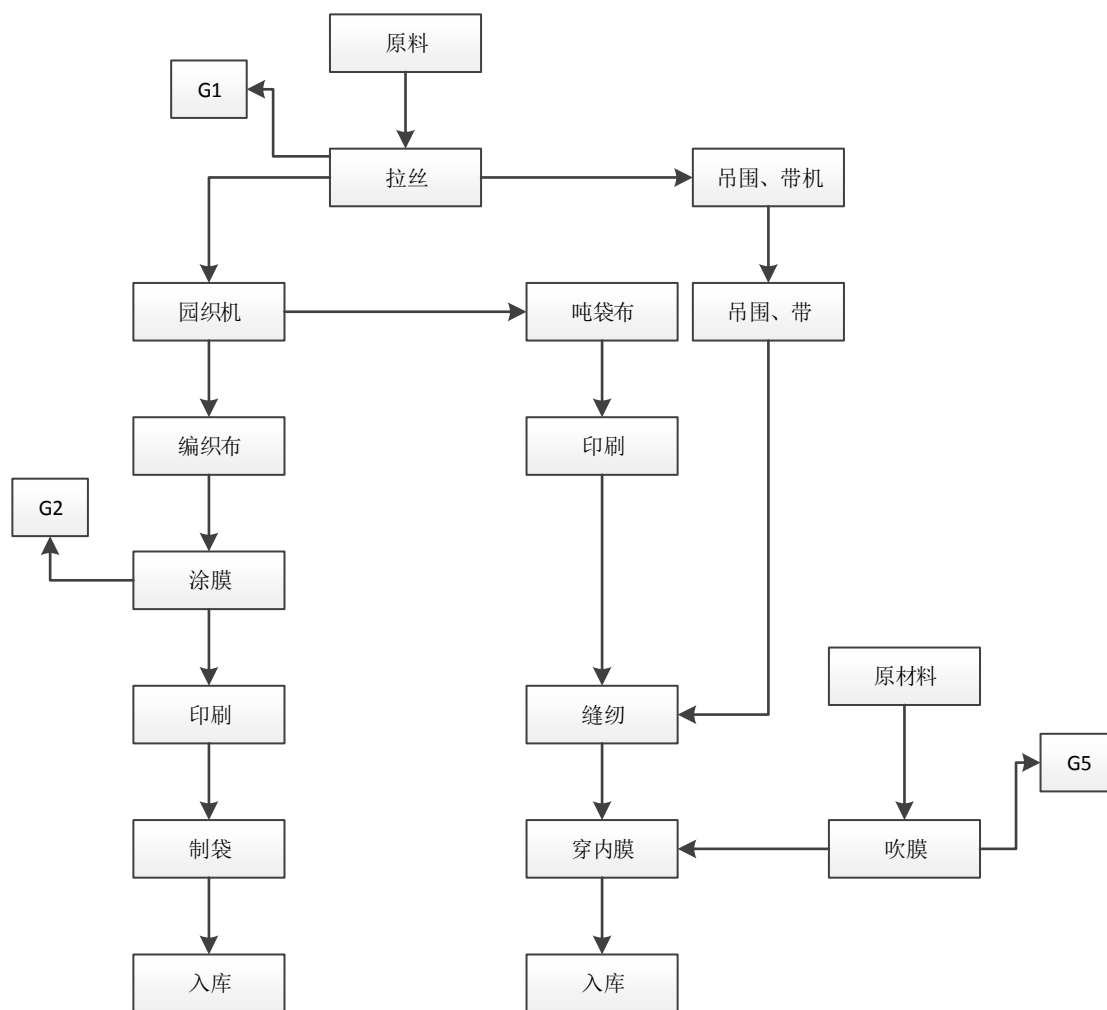 原料
G1
拉丝
吊围、带机
园织机
吨袋布
吊围、带
编织布
印刷
G2
涂膜
原材料
印刷
缝纫
G5
制袋
穿内膜
吹膜
入库
入库